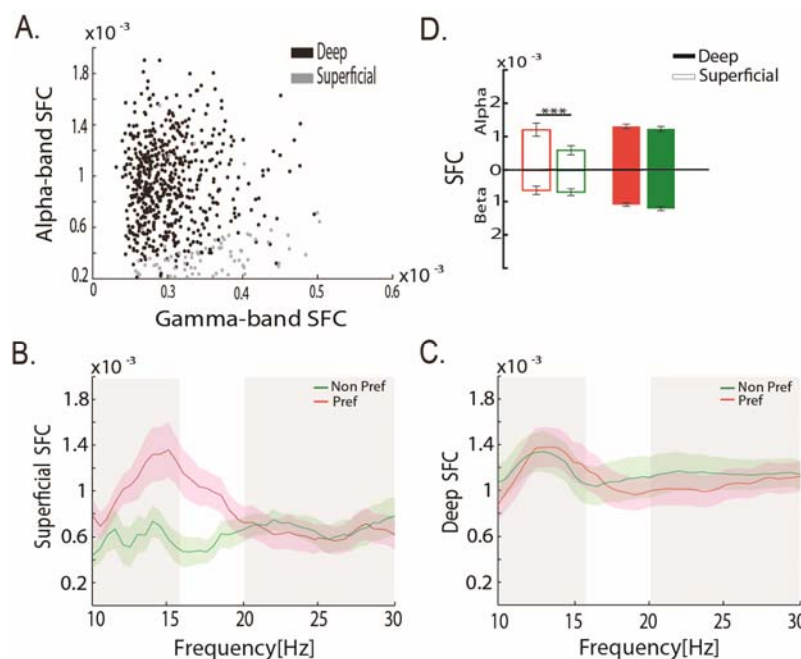 A.
x10 -3
Deep
Superficial
1.8
1.4
1
0.6
0.2
Alpha-band SFC
0
0.1
0.2
0.3
0.4
0.5
0.6
x10 -3
Gamma-band SFC
D.
x10 -3
Deep
Superficial
***
2
1
0
1
2
Alpha
Beta
SFC
B.
x10 -3
Non Pref
Pref
1.8
1.4
1
0.6
0.2
Superficial SFC
10
15
20
25
30
Frequency[Hz]
C.
x10 -3
Non Pref
Pref
1.8
1.4
1
0.6
0.2
Deep SFC
10
15
20
25
30
Frequency[Hz]